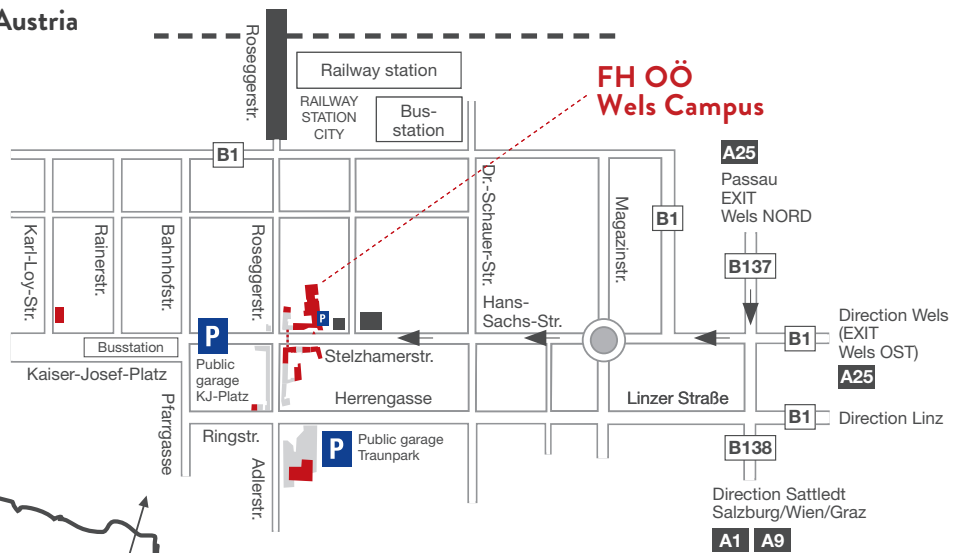 Austria
Roseggerstr.
Railway station
RAILWAY
STATION
CITY
Bus-
station
FH OÖ
Wels Campus
B1
A25
Passau
EXIT
Wels NORD
B1
B137
Karl-Loy-Str.
Rainerstr.
Bahnhofstr.
Roseggerstr.
Dr.-Schauer-Str.
Magazinstr.
Hans-
Sachs-Str.
P
P
Busstation
Stelzhamerstr.
B1
Direction Wels
(EXIT
Wels OST)
A25
Kaiser-Josef-Platz
Public
garage
KJ-Platz
Herrengasse
Linzer Straße
B1
Direction Linz
Pfarrgasse
Ringstr.
Adlerstr.
P
Public garage
Traunpark
B138
Direction Sattledt
Salzburg/Wien/Graz
A1
A9